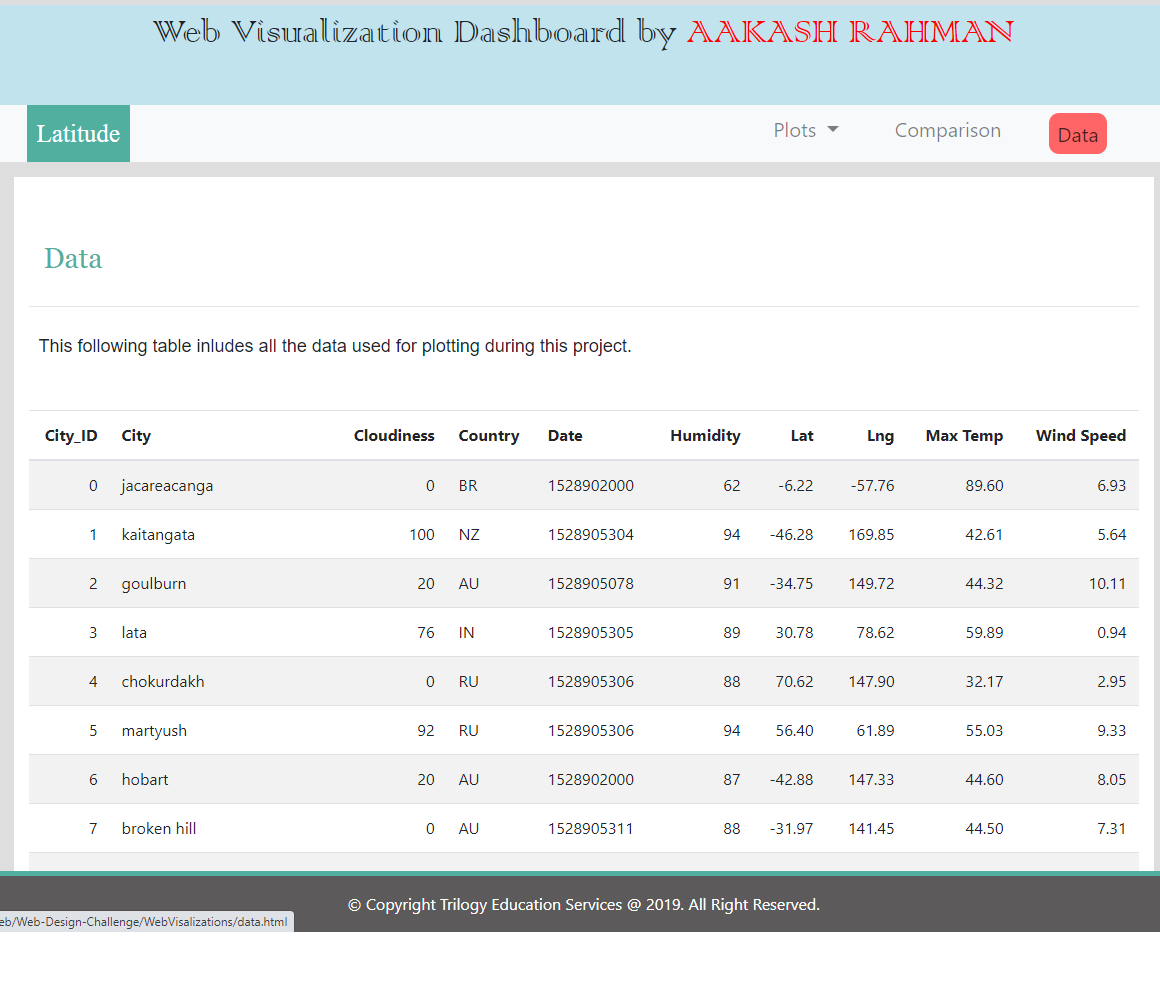 Web Visualization Dashboard by AAKASH RAHMAN
Latitude Plots Comparison Data
Data
This following table inludes all the data used for plotting during this project.
City_ID City Cloudiness Country Date Humidity Lat Lng Max Temp Wind Speed
0 jacareacanga 0 BR 1528902000 62 -6.22 -57.76 89.60 6.93
1 kaitangata 100 NZ 1528905304 94 -46.28 169.85 42.61 5.64
2 goulburn 20 AU 1528905078 91 -34.75 149.72 44.32 10.11
3 lata 76 IN 1528905305 89 30.78 78.62 59.89 0.94
4 chokurdakh 0 RU 1528905306 88 70.62 147.90 32.17 2.95
5 martyush 92 RU 1528905306 94 56.40 61.89 55.03 9.33
6 hobart 20 AU 1528902000 87 -42.88 147.33 44.60 8.05
7 broken hill 0 AU 1528905311 88 -31.97 141.45 44.50 7.31
© Copyright Trilogy Education Services @ 2019. All Right Reserved.
eb/Web-Design-Challenge/WebVisalizations/data.html